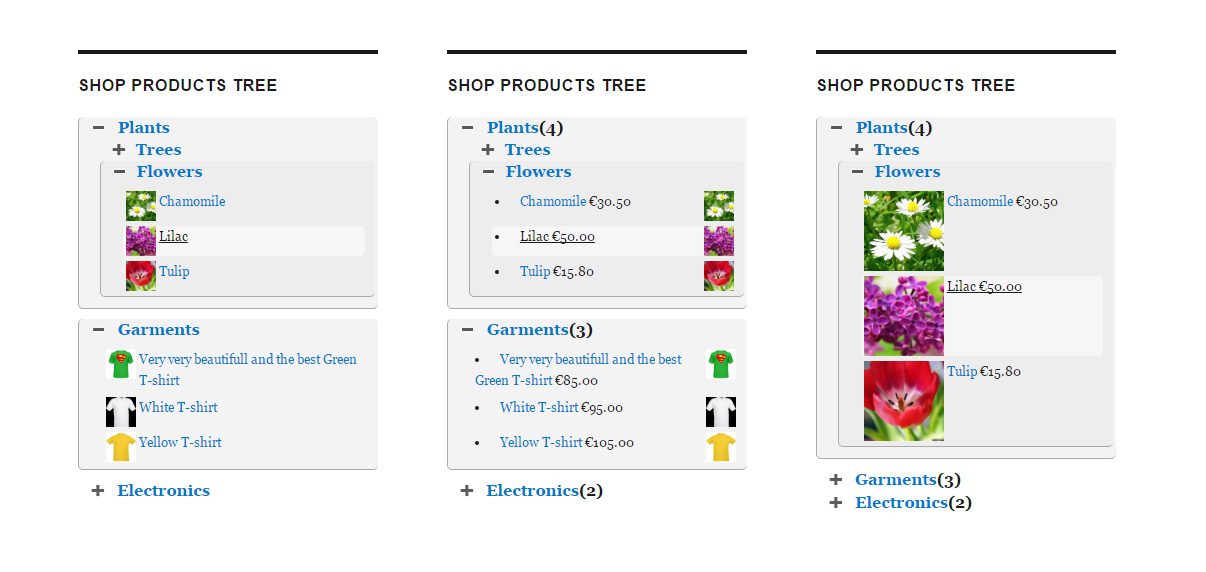 SHOP PRODUCTS TREE
Plants
Trees
Flowers
Chamomile
Lilac
Tulip
Garments
Very very beautifull and the best Green
T-shirt
White T-shirt
Yellow T-shirt
Electronics
SHOP PRODUCTS TREE
Plants(4)
Trees
Flowers
Chamomile €30.50
Lilac €50.00
Tulip €15.80
Garments(3)
Very very beautifull and the best
Green T-shirt €85.00
White T-shirt €95.00
Yellow T-shirt €105.00
Electronics(2)
SHOP PRODUCTS TREE
Plants(4)
Trees
Flowers
Chamomile €30.50
Lilac €50.00
Tulip €15.80
Garments(3)
Electronics(2)